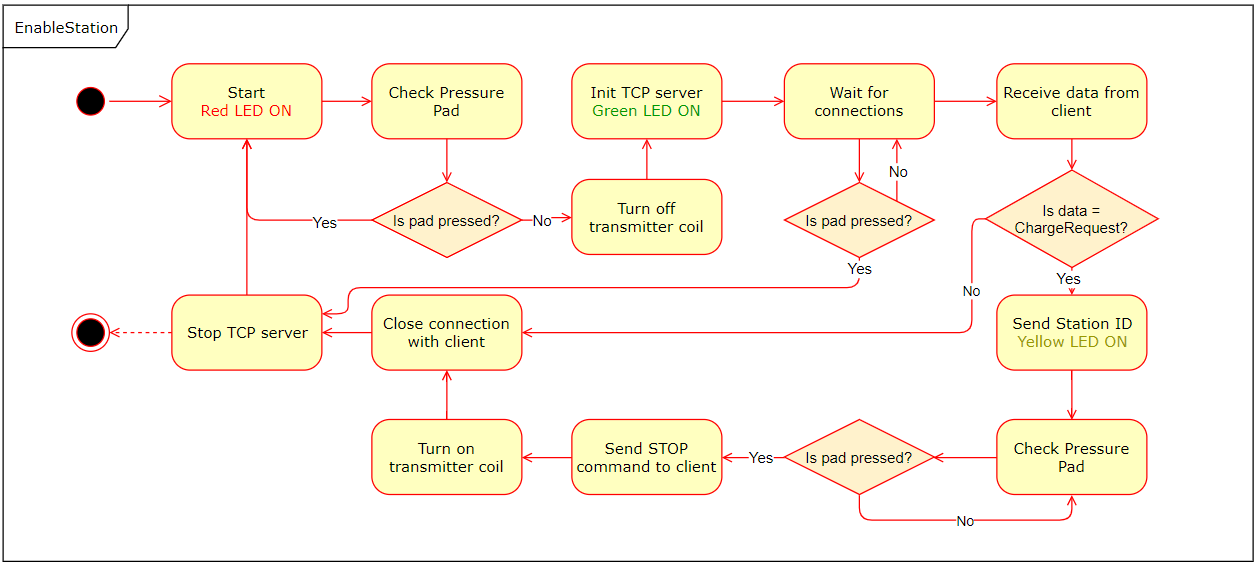 EnableStation
Start
Red LED ON
Check Pressure
Pad
Init TCP server
Green LED ON
Wait for
connections
Receive data from
client
No
Is pad pressed?
Yes
No
Turn off
transmitter coil
Is pad pressed?
Is data =
ChargeRequest?
Yes
Yes
No
Stop TCP server
Close connection
with client
Send Station ID
Yellow LED ON
Turn on
transmitter coil
Send STOP
command to client
Yes
Is pad pressed?
Check Pressure
Pad
No